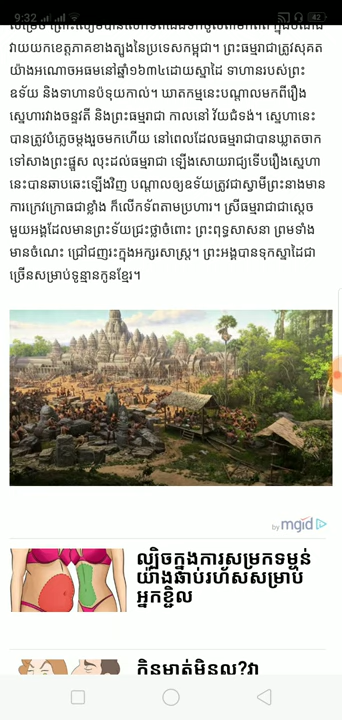 9:32
42
វាយយកខេត្តភាគខាងត្បូងនៃប្រទេសកម្ពុជា។ ព្រះធម្មរាជាត្រូវសុគត
យ៉ាងអណោចអធមនៅឆ្នាំ១៦៣៤ដោយស្នាដៃ ទាហានរបស់ព្រះ
ឧទ័យ និងទាហានប័ទុយកាល់។ ឃាតកម្មនេះបណ្ដាលមកពីរឿង
ស្នេហារវាងចន្ទវតី និងព្រះធម្មរាជា កាលនៅ វ័យជំទង់។ ស្នេហានេះ
បានត្រូវបំភ្លេចម្ដងរួចមកហើយ នៅពេលដែលធម្មរាជាបានឃ្លាតចាក
ទៅសាងព្រះផ្នួស លុះដល់ធម្មរាជា ឡើងសោយរាជ្យទើបរឿងស្នេហា
នេះបានឆាបឆេះឡើងវិញ បណ្ដាលឲ្យឧទ័យត្រូវជាស្វាមីព្រះនាងមាន
ការក្រេវក្រោធជាខ្លាំង ក៏លើកទ័ពតាមប្រហារ។ ស្រីធម្មរាជាជាស្ដេច
មួយអង្គដែលមានព្រះទ័យជ្រះថ្លាចំពោះ ព្រះពុទ្ធសាសនា ព្រមទាំង
មានចំណេះ ជ្រៅជ្រះក្នុងអក្សរសាស្ត្រ។ ព្រះអង្គបានទុកស្នាដៃជា
ច្រើនសម្រាប់ទូន្មានកូនខ្មែរ។
by mgid
ល្បិចក្នុងការសម្រកទម្ងន់
យ៉ាងឆាប់រហ័សសម្រាប់
អ្នកខ្ជិល